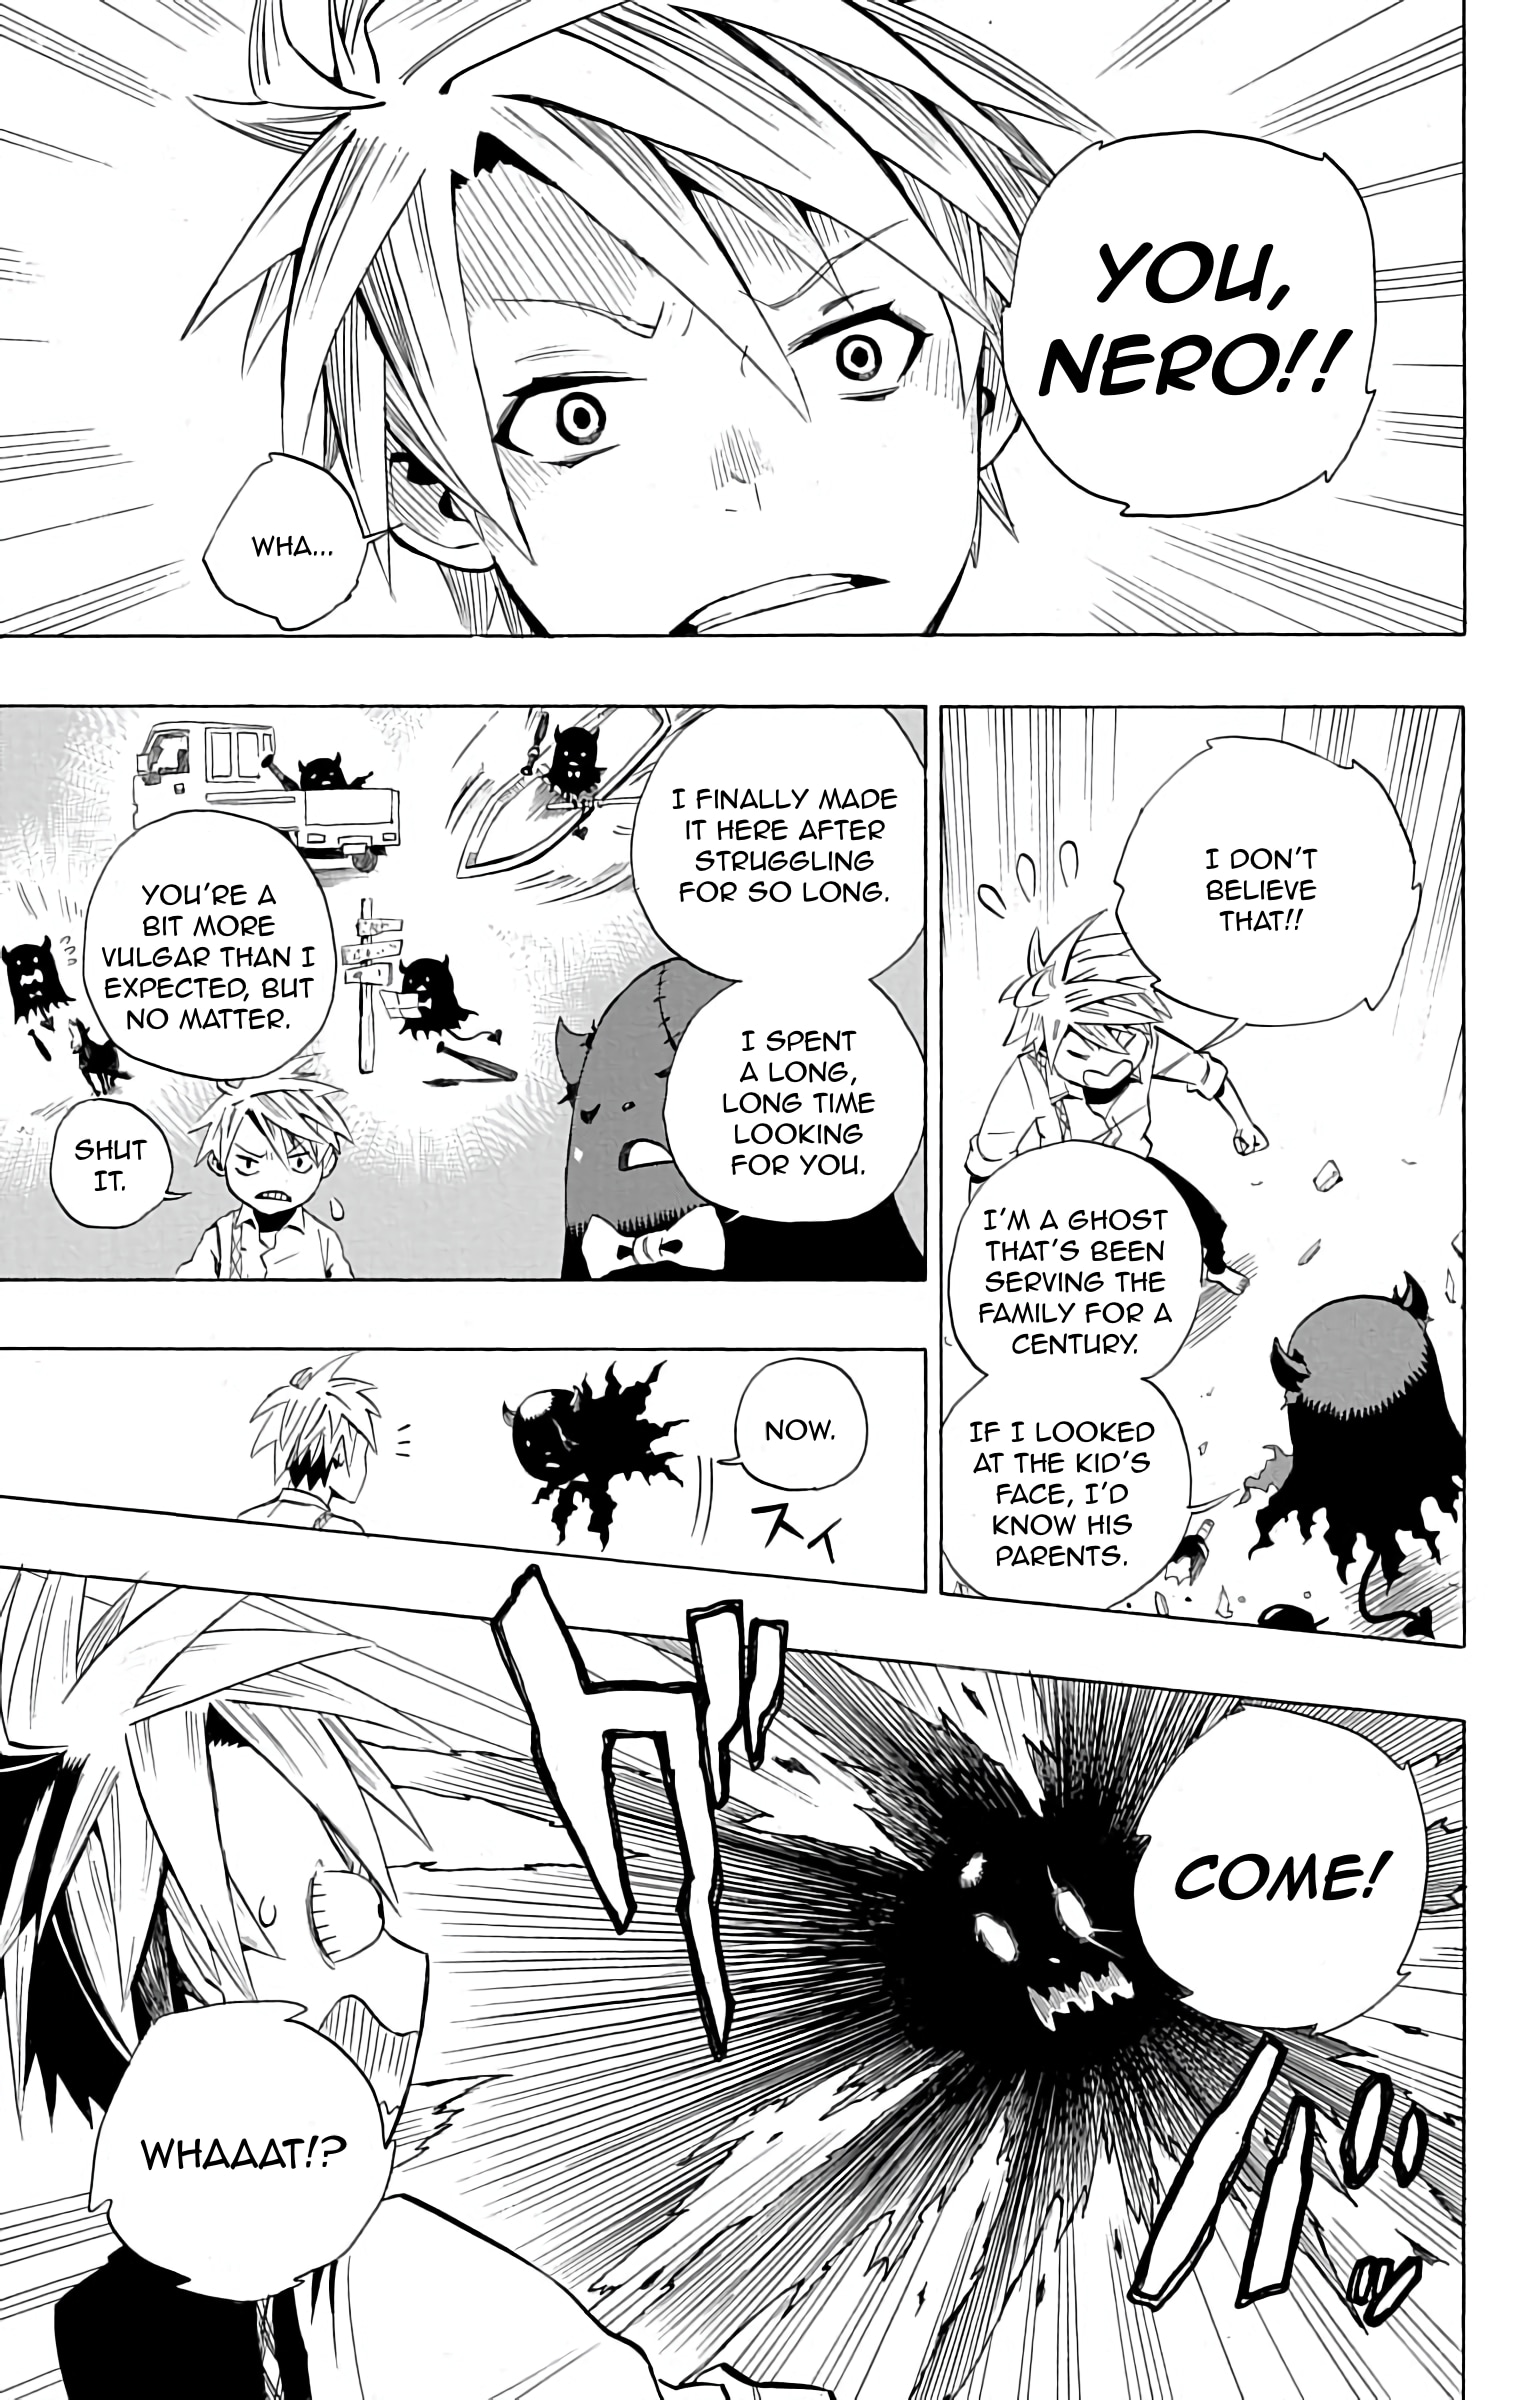 YOU,
NERO!!
WHA...
I DON'T
BELIEVE
THAT!!
I'M A GHOST
THAT'S BEEN
SERVING THE
FAMILY FOR A
CENTURY.
IF I LOOKED
AT THE KID'S
FACE, I'D
KNOW HIS
PARENTS.
I FINALLY MADE
IT HERE AFTER
STRUGGLING
FOR SO LONG.
I SPENT
A LONG,
LONG TIME
LOOKING
FOR YOU.
YOU'RE A
BIT MORE
VULGAR THAN I
EXPECTED, BUT
NO MATTER.
SHUT
IT.
NOW.
スイ
COME!
ガ
バ
WHAAAT!?